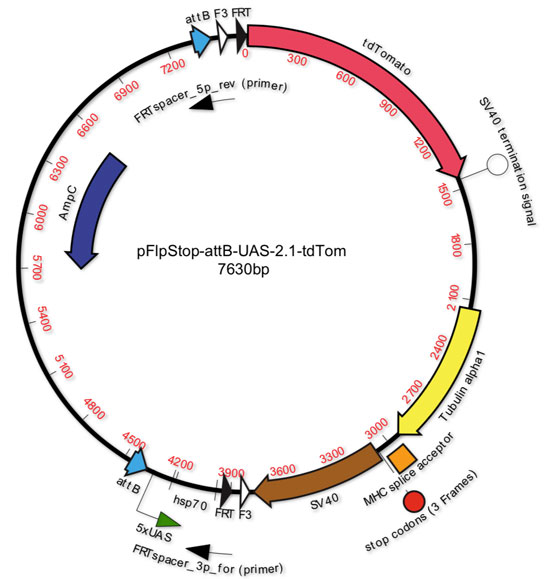 attB F3 FRT
tdTomato
0
300
600
900
1200
1500
1800
2100
2400
2700
3000
3300
3600
3900
4200
4500
4800
5100
5400
5700
6000
6300
6600
6900
7200
FRTspacer_5p_rev (primer)
SV40 termination signal
AmpC
pFlpStop-attB-UAS-2.1-tdTom
7630bp
Tubulin alpha1
MHC splice acceptor
stop codons (3 Frames)
SV40
F3
FRT
hsp70
attB
5xUAS
FRTspacer_3p_for (primer)